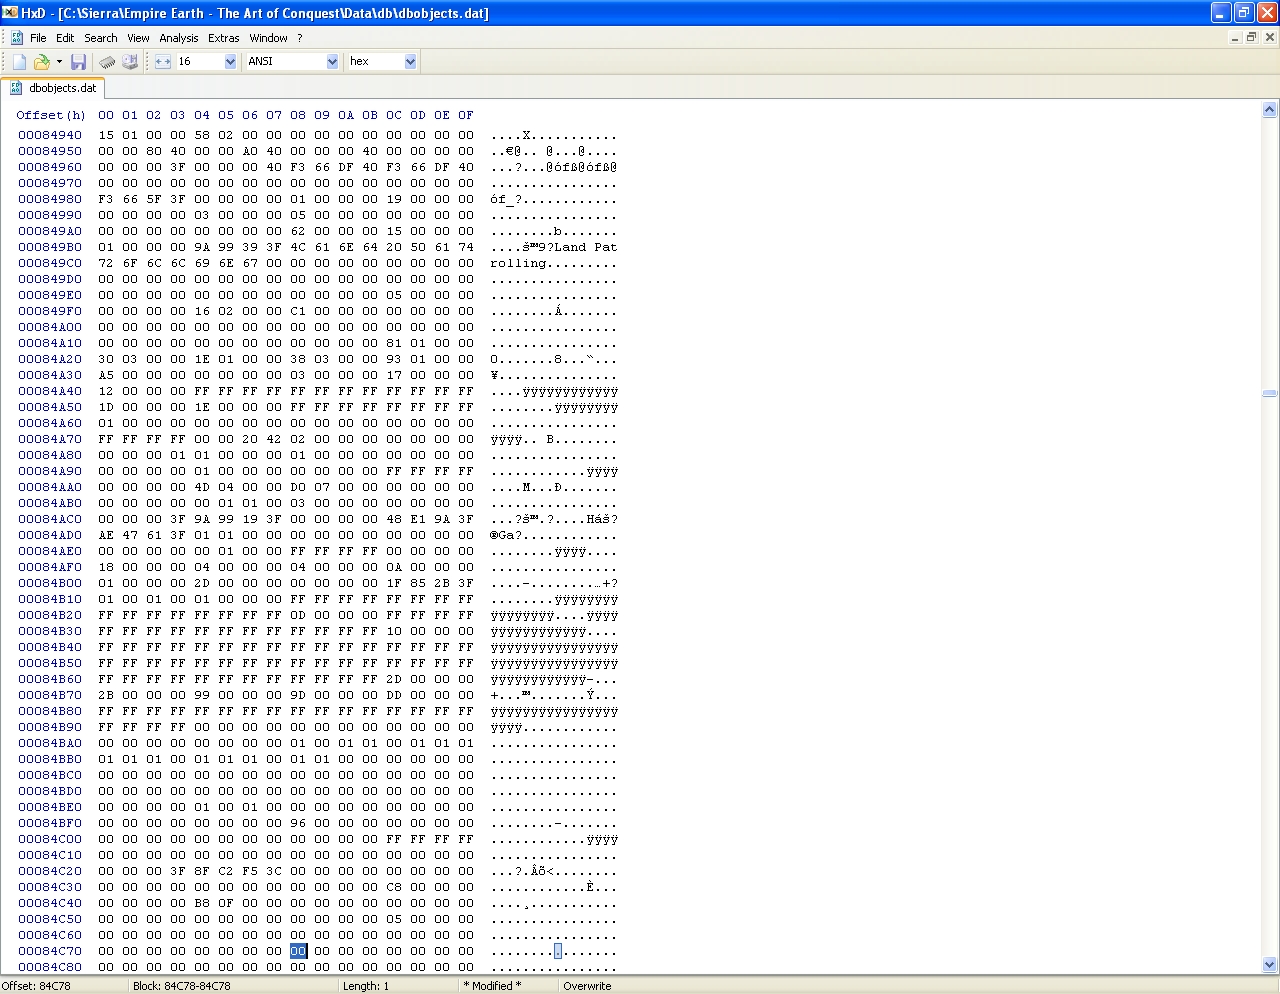 HxD - [C:\Sierra\Empire Earth - The Art of Conquest\Data\db\dbobjects.dat]
File Edit Search View Analysis Extras Window ?
16 ANSI hex
dbobjects.dat
Offset(h) 00 01 02 03 04 05 06 07 08 09 0A 0B 0C 0D 0E 0F
00084940 15 01 00 00 58 02 00 00 00 00 00 00 00 00 00 00 ....X...........
00084950 00 00 80 40 00 00 A0 40 00 00 00 40 00 00 00 00 ..€@.. @...@....
00084960 00 00 00 3F 00 00 00 40 F3 66 DF 40 F3 66 DF 40 ...?...@ófß@ófß@
00084970 00 00 00 00 00 00 00 00 00 00 00 00 00 00 00 00 ................
00084980 F3 66 5F 3F 00 00 00 00 01 00 00 00 19 00 00 00 óf_?............
00084990 00 00 00 00 03 00 00 00 05 00 00 00 00 00 00 00 ................
000849A0 00 00 00 00 00 00 00 00 62 00 00 00 15 00 00 00 ........b.......
000849B0 01 00 00 00 9A 99 39 3F 4C 61 6E 64 20 50 61 74 ....š™9?Land Pat
000849C0 72 6F 6C 6C 69 6E 67 00 00 00 00 00 00 00 00 00 rolling.........
000849D0 00 00 00 00 00 00 00 00 00 00 00 00 00 00 00 00 ................
000849E0 00 00 00 00 00 00 00 00 00 00 00 00 05 00 00 00 ................
000849F0 00 00 00 00 16 02 00 00 C1 00 00 00 00 00 00 00 ........Á.......
00084A00 00 00 00 00 00 00 00 00 00 00 00 00 00 00 00 00 ................
00084A10 00 00 00 00 00 00 00 00 00 00 00 00 81 01 00 00 ................
00084A20 30 03 00 00 1E 01 00 00 38 03 00 00 93 01 00 00 0.......8...“...
00084A30 A5 00 00 00 00 00 00 00 03 00 00 00 17 00 00 00 ¥...............
00084A40 12 00 00 00 FF FF FF FF FF FF FF FF FF FF FF FF ....ÿÿÿÿÿÿÿÿÿÿÿÿ
00084A50 1D 00 00 00 1E 00 00 00 FF FF FF FF FF FF FF FF ........ÿÿÿÿÿÿÿÿ
00084A60 01 00 00 00 00 00 00 00 00 00 00 00 00 00 00 00 ................
00084A70 FF FF FF FF 00 00 20 42 02 00 00 00 00 00 00 00 ÿÿÿÿ.. B........
00084A80 00 00 00 01 01 00 00 00 01 00 00 00 00 00 00 00 ................
00084A90 00 00 00 00 01 00 00 00 00 00 00 00 FF FF FF FF ............ÿÿÿÿ
00084AA0 00 00 00 00 4D 04 00 00 D0 07 00 00 00 00 00 00 ....M...Ð.......
00084AB0 00 00 00 00 00 01 01 00 03 00 00 00 00 00 00 00 ................
00084AC0 00 00 00 3F 9A 99 19 3F 00 00 00 00 48 E1 9A 3F ...?š™.?....Háš?
00084AD0 AE 47 61 3F 01 01 00 00 00 00 00 00 00 00 00 00 ®Ga?............
00084AE0 00 00 00 00 00 01 00 00 FF FF FF FF 00 00 00 00 ........ÿÿÿÿ....
00084AF0 18 00 00 00 04 00 00 00 04 00 00 00 0A 00 00 00 ................
00084B00 01 00 00 00 2D 00 00 00 00 00 00 00 1F 85 2B 3F ....-........…+?
00084B10 01 00 01 00 01 00 00 00 FF FF FF FF FF FF FF FF ........ÿÿÿÿÿÿÿÿ
00084B20 FF FF FF FF FF FF FF FF 0D 00 00 00 FF FF FF FF ÿÿÿÿÿÿÿÿ....ÿÿÿÿ
00084B30 FF FF FF FF FF FF FF FF FF FF FF FF 10 00 00 00 ÿÿÿÿÿÿÿÿÿÿÿÿ....
00084B40 FF FF FF FF FF FF FF FF FF FF FF FF FF FF FF FF ÿÿÿÿÿÿÿÿÿÿÿÿÿÿÿÿ
00084B50 FF FF FF FF FF FF FF FF FF FF FF FF FF FF FF FF ÿÿÿÿÿÿÿÿÿÿÿÿÿÿÿÿ
00084B60 FF FF FF FF FF FF FF FF FF FF FF FF 2D 00 00 00 ÿÿÿÿÿÿÿÿÿÿÿÿ-...
00084B70 2B 00 00 00 99 00 00 00 9D 00 00 00 DD 00 00 00 +...™.......Ý...
00084B80 FF FF FF FF FF FF FF FF FF FF FF FF FF FF FF FF ÿÿÿÿÿÿÿÿÿÿÿÿÿÿÿÿ
00084B90 FF FF FF FF 00 00 00 00 00 00 00 00 00 00 00 00 ÿÿÿÿ............
00084BA0 00 00 00 00 00 00 00 00 01 00 01 01 00 01 01 01 ................
00084BB0 01 01 01 00 01 01 01 00 01 01 00 00 00 00 00 00 ................
00084BC0 00 00 00 00 00 00 00 00 00 00 00 00 00 00 00 00 ................
00084BD0 00 00 00 00 00 00 00 00 00 00 00 00 00 00 00 00 ................
00084BE0 00 00 00 00 01 00 01 00 00 00 00 00 00 00 00 00 ................
00084BF0 00 00 00 00 00 00 00 00 96 00 00 00 00 00 00 00 ........–.......
00084C00 00 00 00 00 00 00 00 00 00 00 00 00 FF FF FF FF ............ÿÿÿÿ
00084C10 00 00 00 00 00 00 00 00 00 00 00 00 00 00 00 00 ................
00084C20 00 00 00 3F 8F C2 F5 3C 00 00 00 00 00 00 00 00 ...?.Âõ<........
00084C30 00 00 00 00 00 00 00 00 00 00 00 00 C8 00 00 00 ............È...
00084C40 00 00 00 00 B8 0F 00 00 00 00 00 00 00 00 00 00 ....¸...........
00084C50 00 00 00 00 00 00 00 00 00 00 00 00 05 00 00 00 ................
00084C60 00 00 00 00 00 00 00 00 00 00 00 00 00 00 00 00 ................
00084C70 00 00 00 00 00 00 00 00 00 00 00 00 00 00 00 00 ................
00084C80 00 00 00 00 00 00 00 00 00 00 00 00 00 00 00 00 ................
Offset: 84C78 Block: 84C78-84C78 Length: 1 * Modified * Overwrite